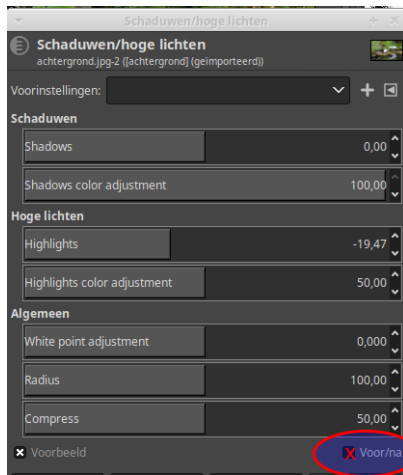 Schaduwen/hoge lichten
Schaduwen/hoge lichten
achtergrond.jpg-2 ([achtergrond] (geïmporteerd))
Voorinstellingen:
Schaduwen
Shadows 0,00
Shadows color adjustment 100,00
Hoge lichten
Highlights -19,47
Highlights color adjustment 50,00
Algemeen
White point adjustment 0,000
Radius 100,00
Compress 50,00
Voorbeeld Voor/na